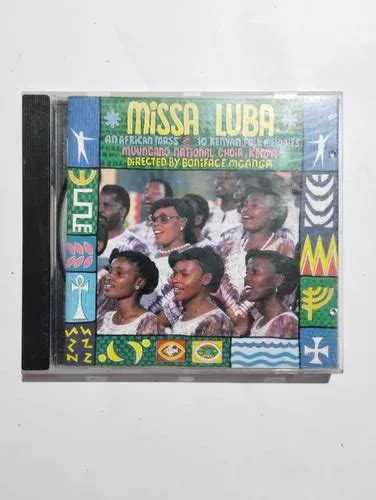 MiSSA LUBA
AN AFRICAN MASS 10 KENYAN FOLK MELODIES
MUUNGANO NATIONAL CHOIR, KENYA
DIRECTED BY BONIFACE MGANGA